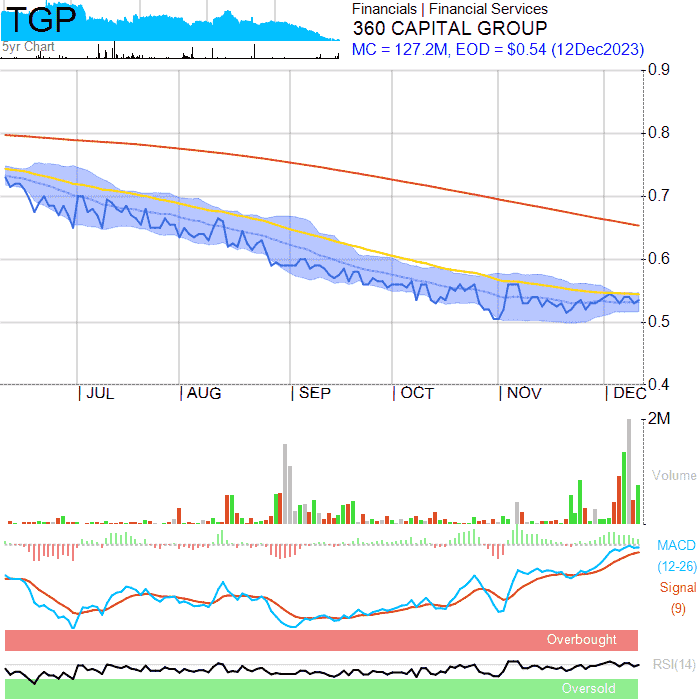 TGP
5yr Chart
Financials | Financial Services
360 CAPITAL GROUP
MC = 127.2M, EOD = $0.54 (12Dec2023)
0.9
0.8
0.7
0.6
0.5
0.4
JUL AUG SEP OCT NOV DEC
2M
Volume
MACD
(12-26)
Signal
(9)
Overbought
RSI(14)
Oversold